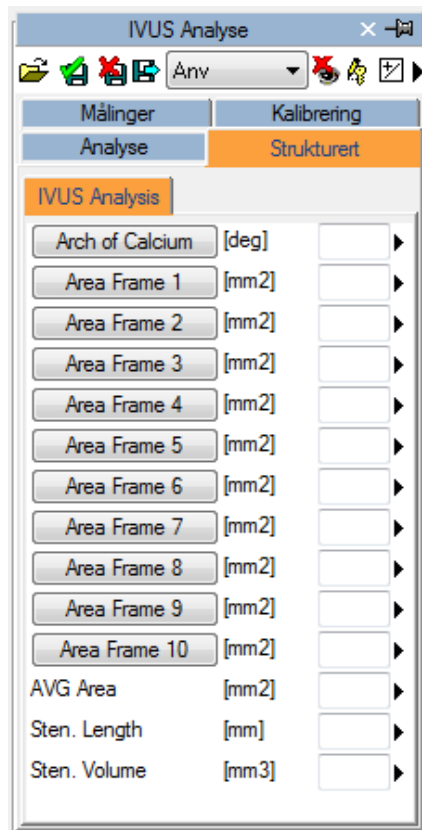 IVUS Analyse
Anv
Målinger Kalibrering
Analyse Strukturert
IVUS Analysis
Arch of Calcium [deg]
Area Frame 1 [mm2]
Area Frame 2 [mm2]
Area Frame 3 [mm2]
Area Frame 4 [mm2]
Area Frame 5 [mm2]
Area Frame 6 [mm2]
Area Frame 7 [mm2]
Area Frame 8 [mm2]
Area Frame 9 [mm2]
Area Frame 10 [mm2]
AVG Area [mm2]
Sten. Length [mm]
Sten. Volume [mm3]